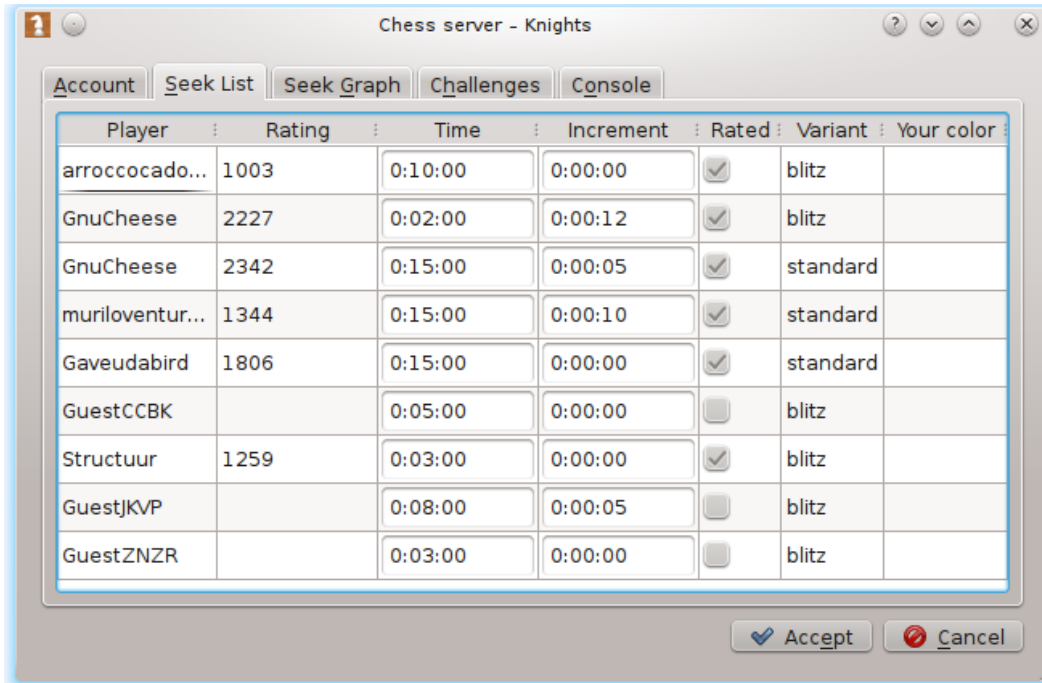 Chess server – Knights
Account Seek List Seek Graph Challenges Console
Player Rating Time Increment Rated Variant Your color
arroccocado... 1003 0:10:00 0:00:00 blitz
GnuCheese 2227 0:02:00 0:00:12 blitz
GnuCheese 2342 0:15:00 0:00:05 standard
muriloventur... 1344 0:15:00 0:00:10 standard
Gaveudabird 1806 0:15:00 0:00:00 standard
GuestCCBK 0:05:00 0:00:00 blitz
Structuur 1259 0:03:00 0:00:00 blitz
GuestJKVP 0:08:00 0:00:05 blitz
GuestZNZR 0:03:00 0:00:00 blitz
Accept Cancel